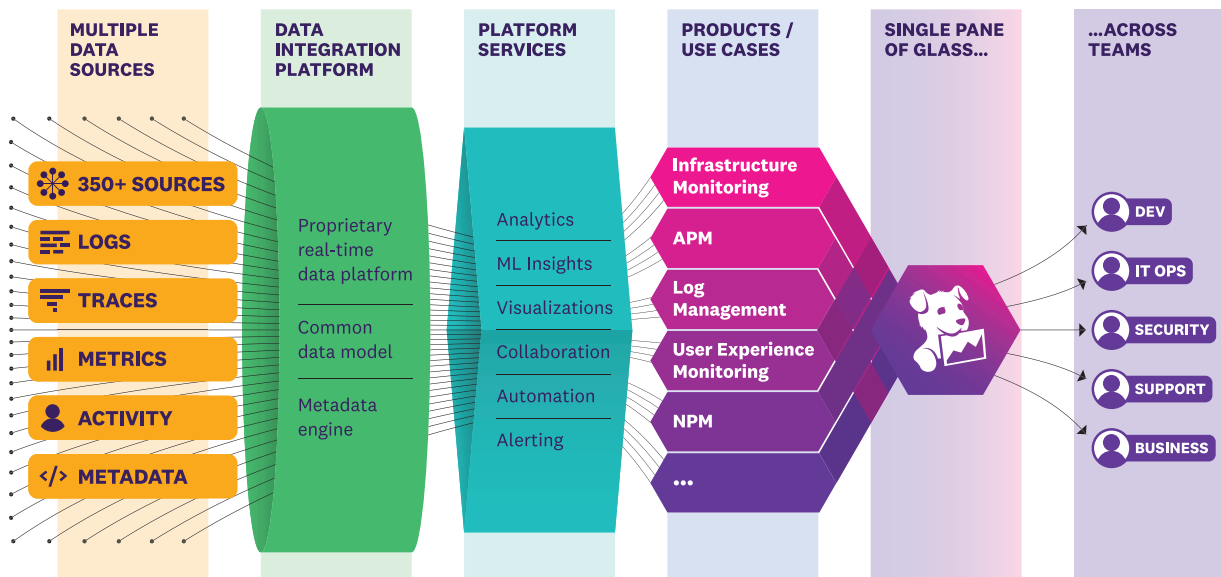 MULTIPLE
DATA
SOURCES
350+ SOURCES
LOGS
TRACES
METRICS
ACTIVITY
</> METADATA
DATA
INTEGRATION
PLATFORM
Proprietary
real-time
data platform
Common
data model
Metadata
engine
PLATFORM
SERVICES
Analytics
ML Insights
Visualizations
Collaboration
Automation
Alerting
PRODUCTS /
USE CASES
Infrastructure
Monitoring
APM
Log
Management
User Experience
Monitoring
NPM
...
SINGLE PANE
OF GLASS...
...ACROSS
TEAMS
DEV
IT OPS
SECURITY
SUPPORT
BUSINESS